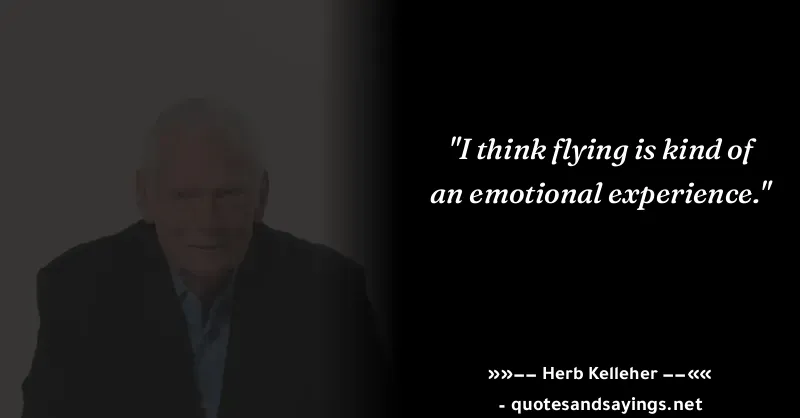 "I think flying is kind of
an emotional experience."
»»–– Herb Kelleher ––««
- quotesandsayings.net